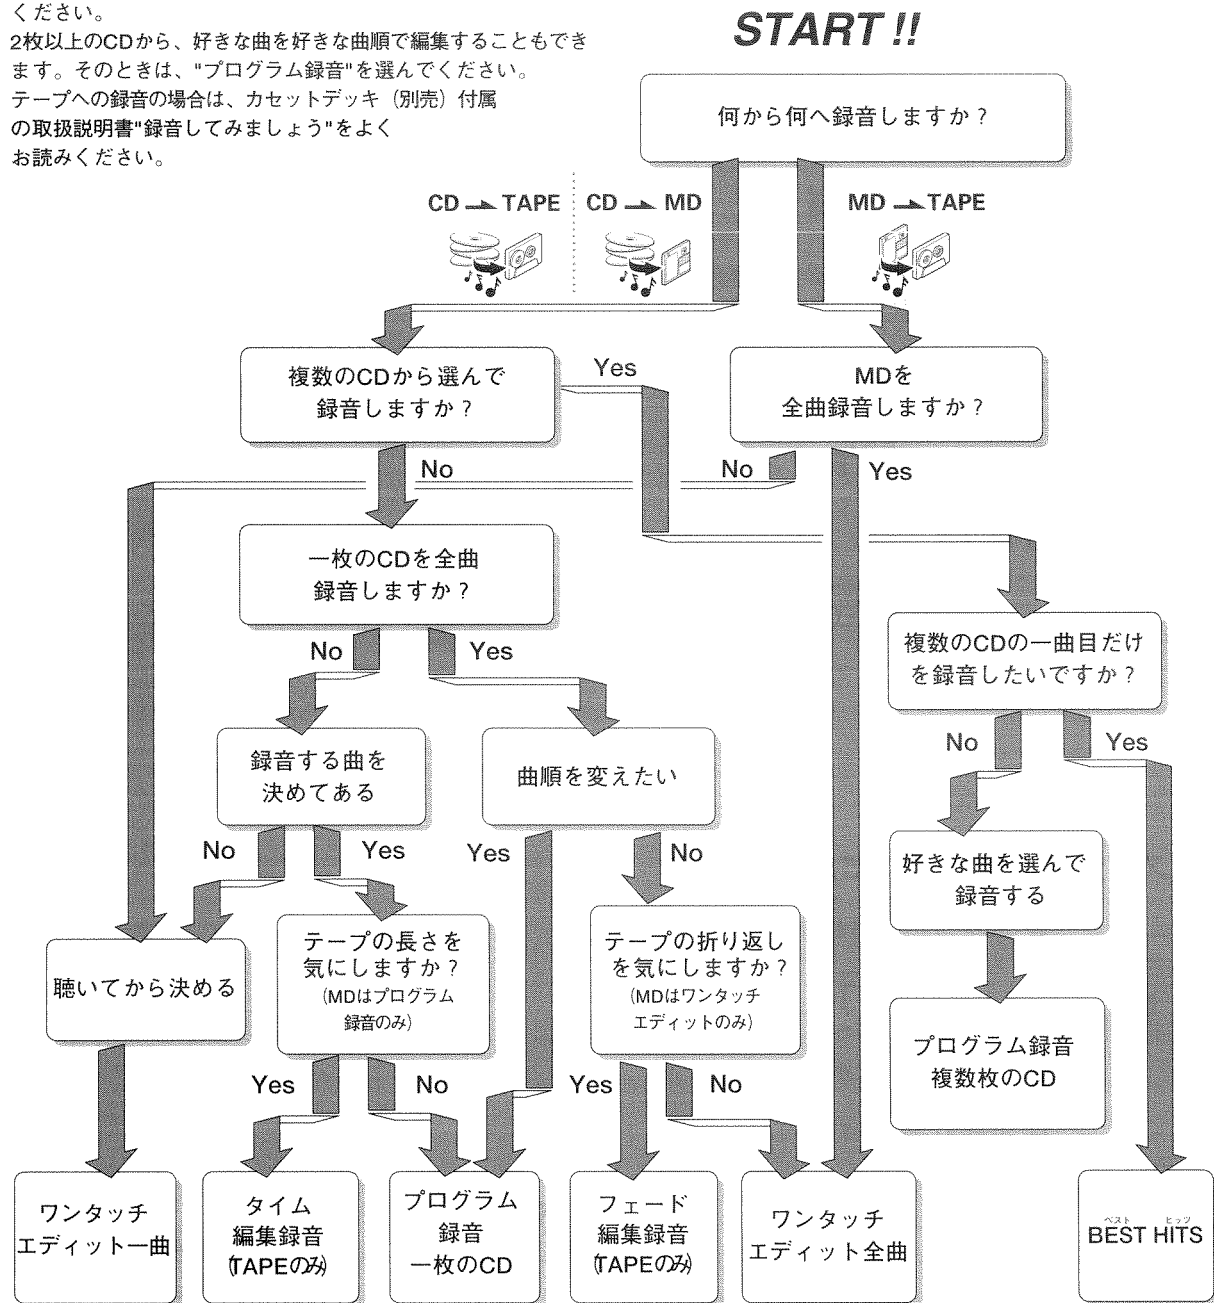 ください。
2枚以上のCDから、好きな曲を好きな曲順で編集することもでき
ます。そのときは、"プログラム録音"を選んでください。
テープへの録音の場合は、カセットデッキ（別売）付属
の取扱説明書"録音してみましょう"をよく
お読みください。
START !!
何から何へ録音しますか？
CD → TAPE
CD → MD
MD → TAPE
複数のCDから選んで
録音しますか？
Yes
MDを
全曲録音しますか？
No
No
Yes
一枚のCDを全曲
録音しますか？
No
Yes
複数のCDの一曲目だけ
を録音したいですか？
No
Yes
録音する曲を
決めてある
曲順を変えたい
No
Yes
Yes
No
好きな曲を選んで
録音する
聴いてから決める
テープの長さを
気にしますか？
（MDはプログラム
録音のみ）
テープの折り返し
を気にしますか？
（MDはワンタッチ
エディットのみ）
プログラム録音
複数枚のCD
Yes
No
Yes
No
ワンタッチ
エディット一曲
タイム
編集録音
（TAPEのみ）
プログラム
録音
一枚のCD
フェード
編集録音
（TAPEのみ）
ワンタッチ
エディット全曲
ベスト ヒッツ
BEST HITS